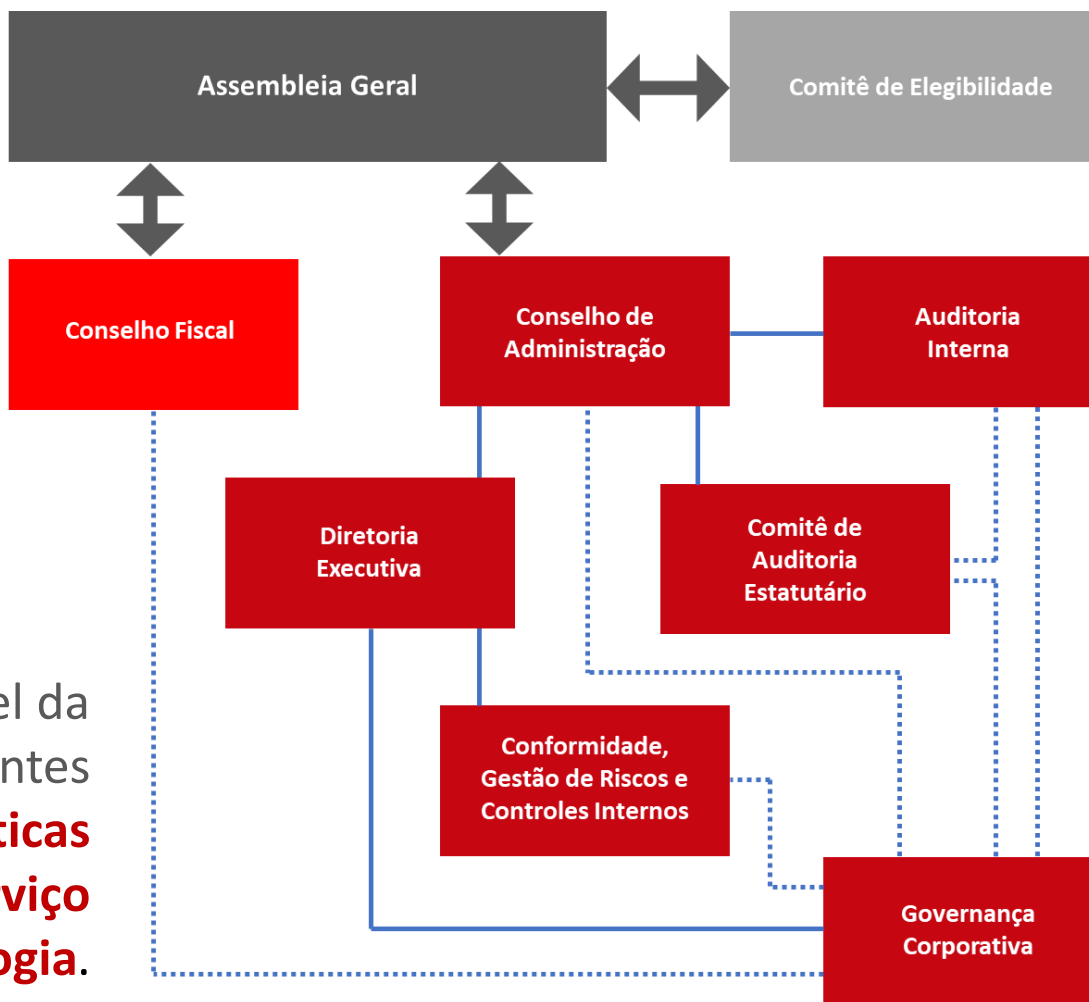 Assembleia Geral
Comitê de Elegibilidade
Conselho Fiscal
Conselho de
Administração
Auditoria
Interna
Diretoria
Executiva
Comitê de
Auditoria
Estatutário
Conformidade,
Gestão de Riscos e
Controles Internos
Governança
Corporativa
da